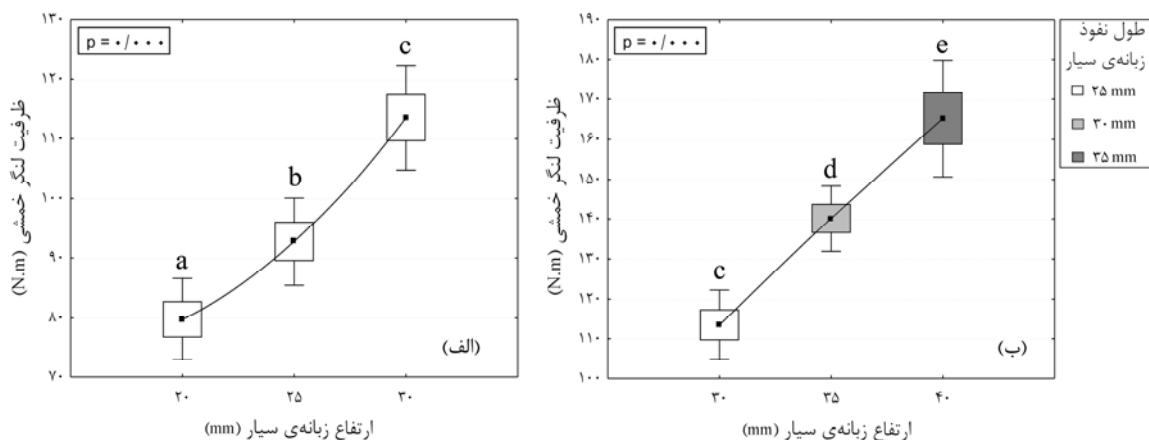 p = ۰/۰۰۰
ظرفیت لنگر خمشی (N.m)
۱۳۰
۱۲۰
۱۱۰
۱۰۰
۹۰
۸۰
۷۰
a
b
c
(الف)
۲۰
۲۵
۳۰
ارتفاع زبانه‌ی سیار (mm)
p = ۰/۰۰۰
ظرفیت لنگر خمشی (N.m)
۱۹۰
۱۸۰
۱۷۰
۱۶۰
۱۵۰
۱۴۰
۱۳۰
۱۲۰
۱۱۰
۱۰۰
c
d
e
(ب)
۳۰
۳۵
۴۰
ارتفاع زبانه‌ی سیار (mm)
طول نفوذ
زبانه‌ی سیار
۲۵ mm
۳۰ mm
۳۵ mm